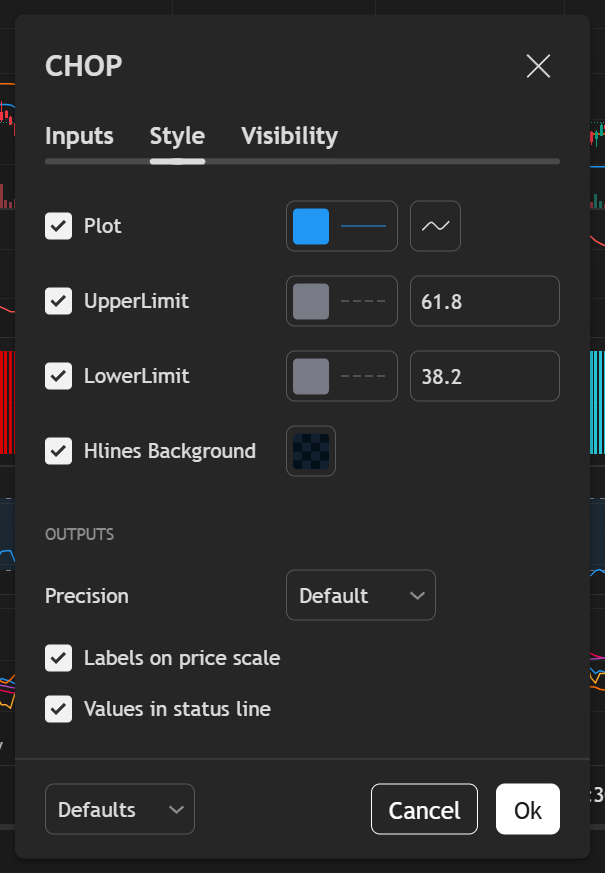 CHOP
Inputs Style Visibility
Plot
UpperLimit 61.8
LowerLimit 38.2
Hlines Background
OUTPUTS
Precision Default
Labels on price scale
Values in status line
Defaults Cancel Ok